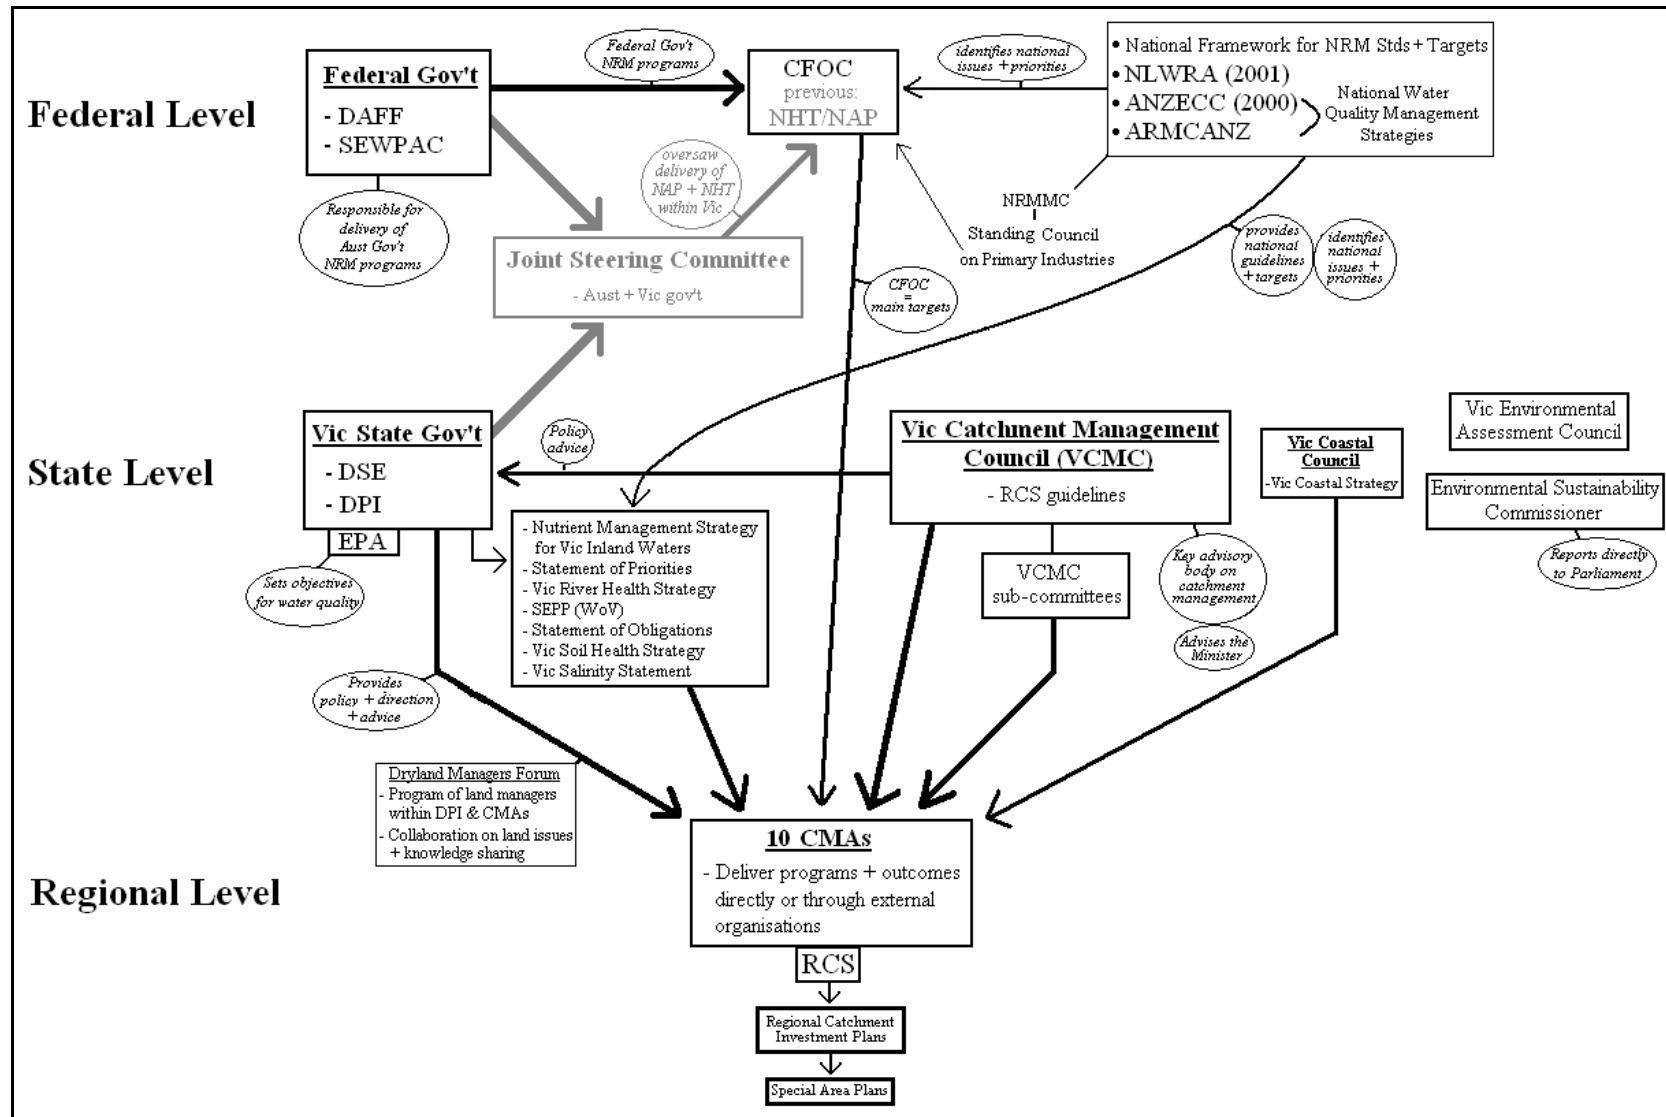 Federal Level
Federal Gov't
- DAFF
- SEWPAC
Responsible for
delivery of
Aust Gov't
NRM programs
Federal Gov't
NRM programs
CFOC
previous:
NHT/NAP
identifies national
issues + priorities
• National Framework for NRM Stds + Targets
• NLWRA (2001)
• ANZECC (2000)
• ARMCANZ
National Water
Quality Management
Strategies
oversaw
delivery of
NAP + NHT
within Vic
Joint Steering Committee
- Aust + Vic gov't
NRMMC
Standing Council
on Primary Industries
CFOC
=
main targets
provides
national
guidelines
+ targets
identifies
national
issues +
priorities
State Level
Vic State Gov't
- DSE
- DPI
EPA
Sets objectives
for water quality
Policy
advice
Vic Catchment Management
Council (VCMC)
- RCS guidelines
Vic Coastal
Council
-Vic Coastal Strategy
Vic Environmental
Assessment Council
Environmental Sustainability
Commissioner
Reports directly
to Parliament
- Nutrient Management Strategy
for Vic Inland Waters
- Statement of Priorities
- Vic River Health Strategy
- SEPP (WoV)
- Statement of Obligations
- Vic Soil Health Strategy
- Vic Salinity Statement
VCMC
sub-committees
Key advisory
body on
catchment
management
Advises the
Minister
Provides
policy + direction
+ advice
Dryland Managers Forum
- Program of land managers
within DPI & CMAs
- Collaboration on land issues
+ knowledge sharing
Regional Level
10 CMAs
- Deliver programs + outcomes
directly or through external
organisations
RCS
Regional Catchment
Investment Plans
Special Area Plans